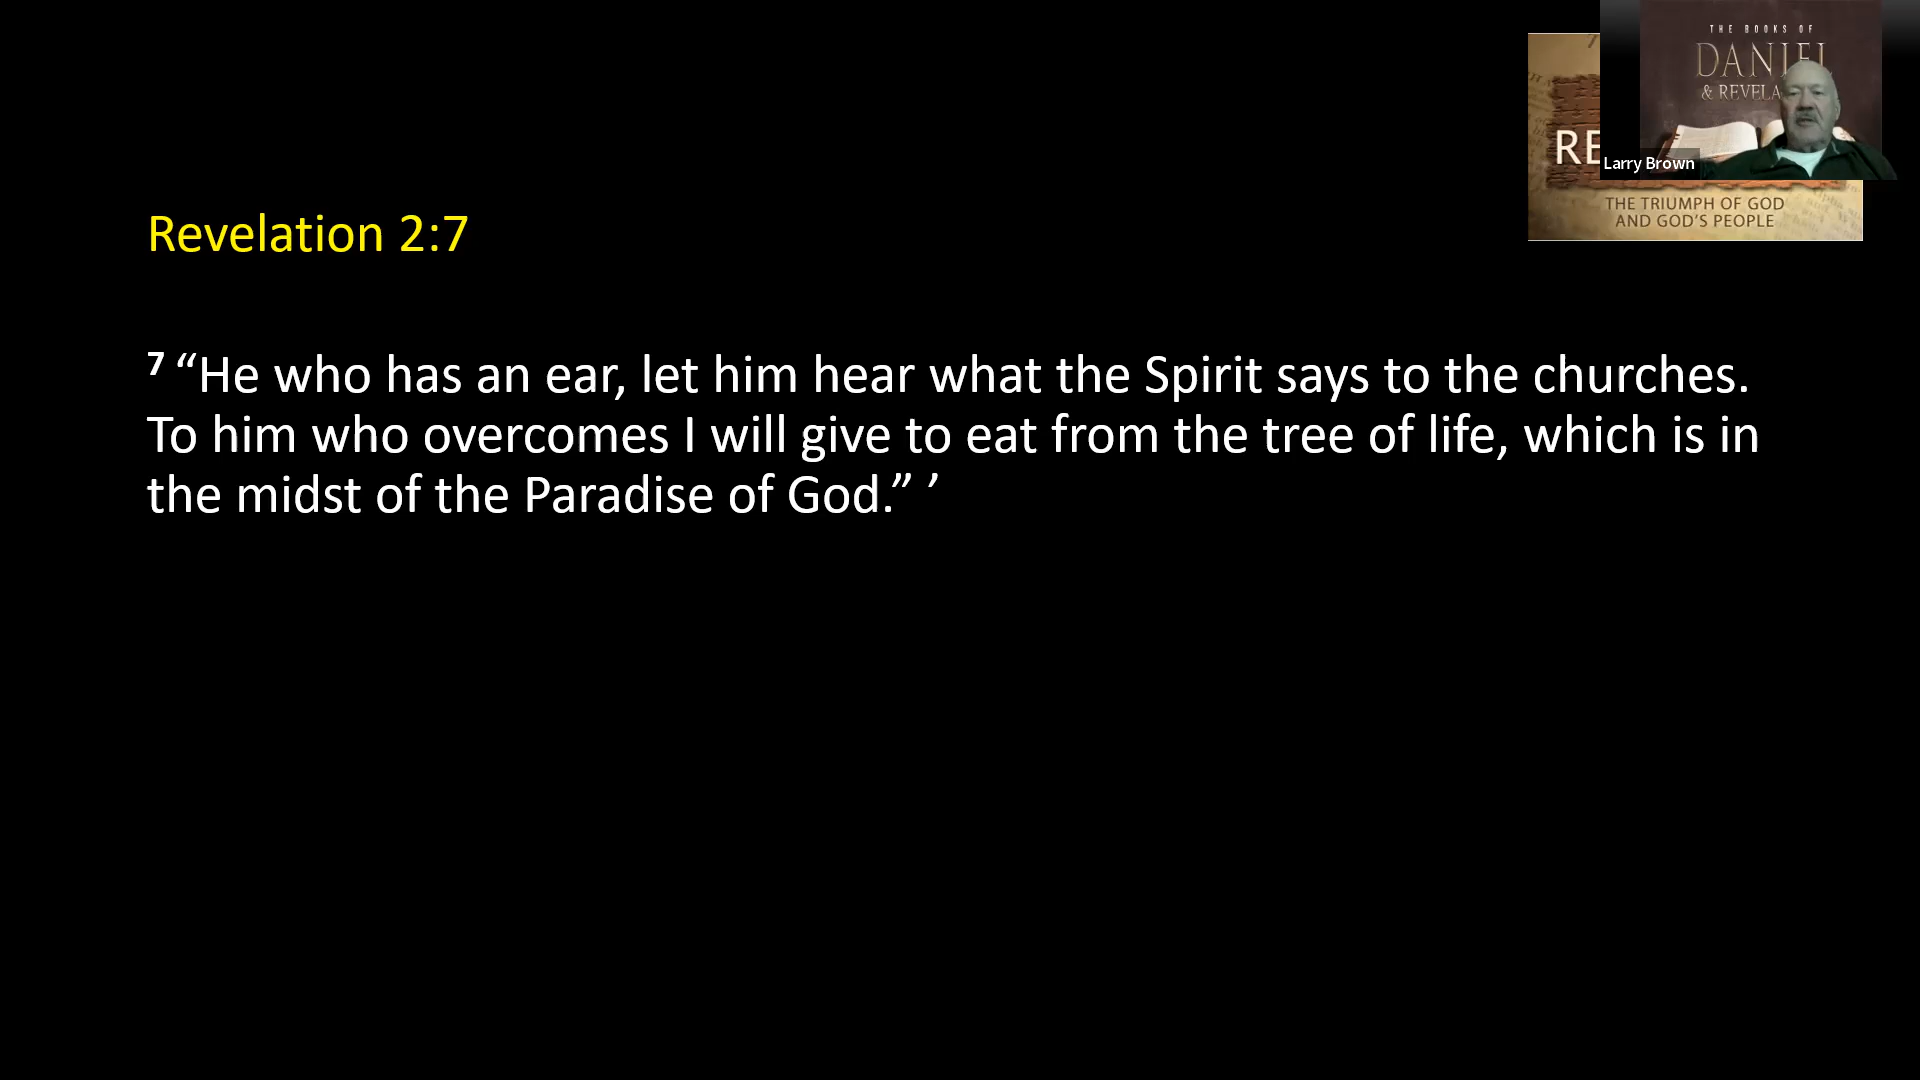 THE BOOKS OF
DANIEL
& REVELA
RE
Larry Brown
THE TRIUMPH OF GOD
AND GOD'S PEOPLE
Revelation 2:7
7 “He who has an ear, let him hear what the Spirit says to the churches.
To him who overcomes I will give to eat from the tree of life, which is in
the midst of the Paradise of God.” ’